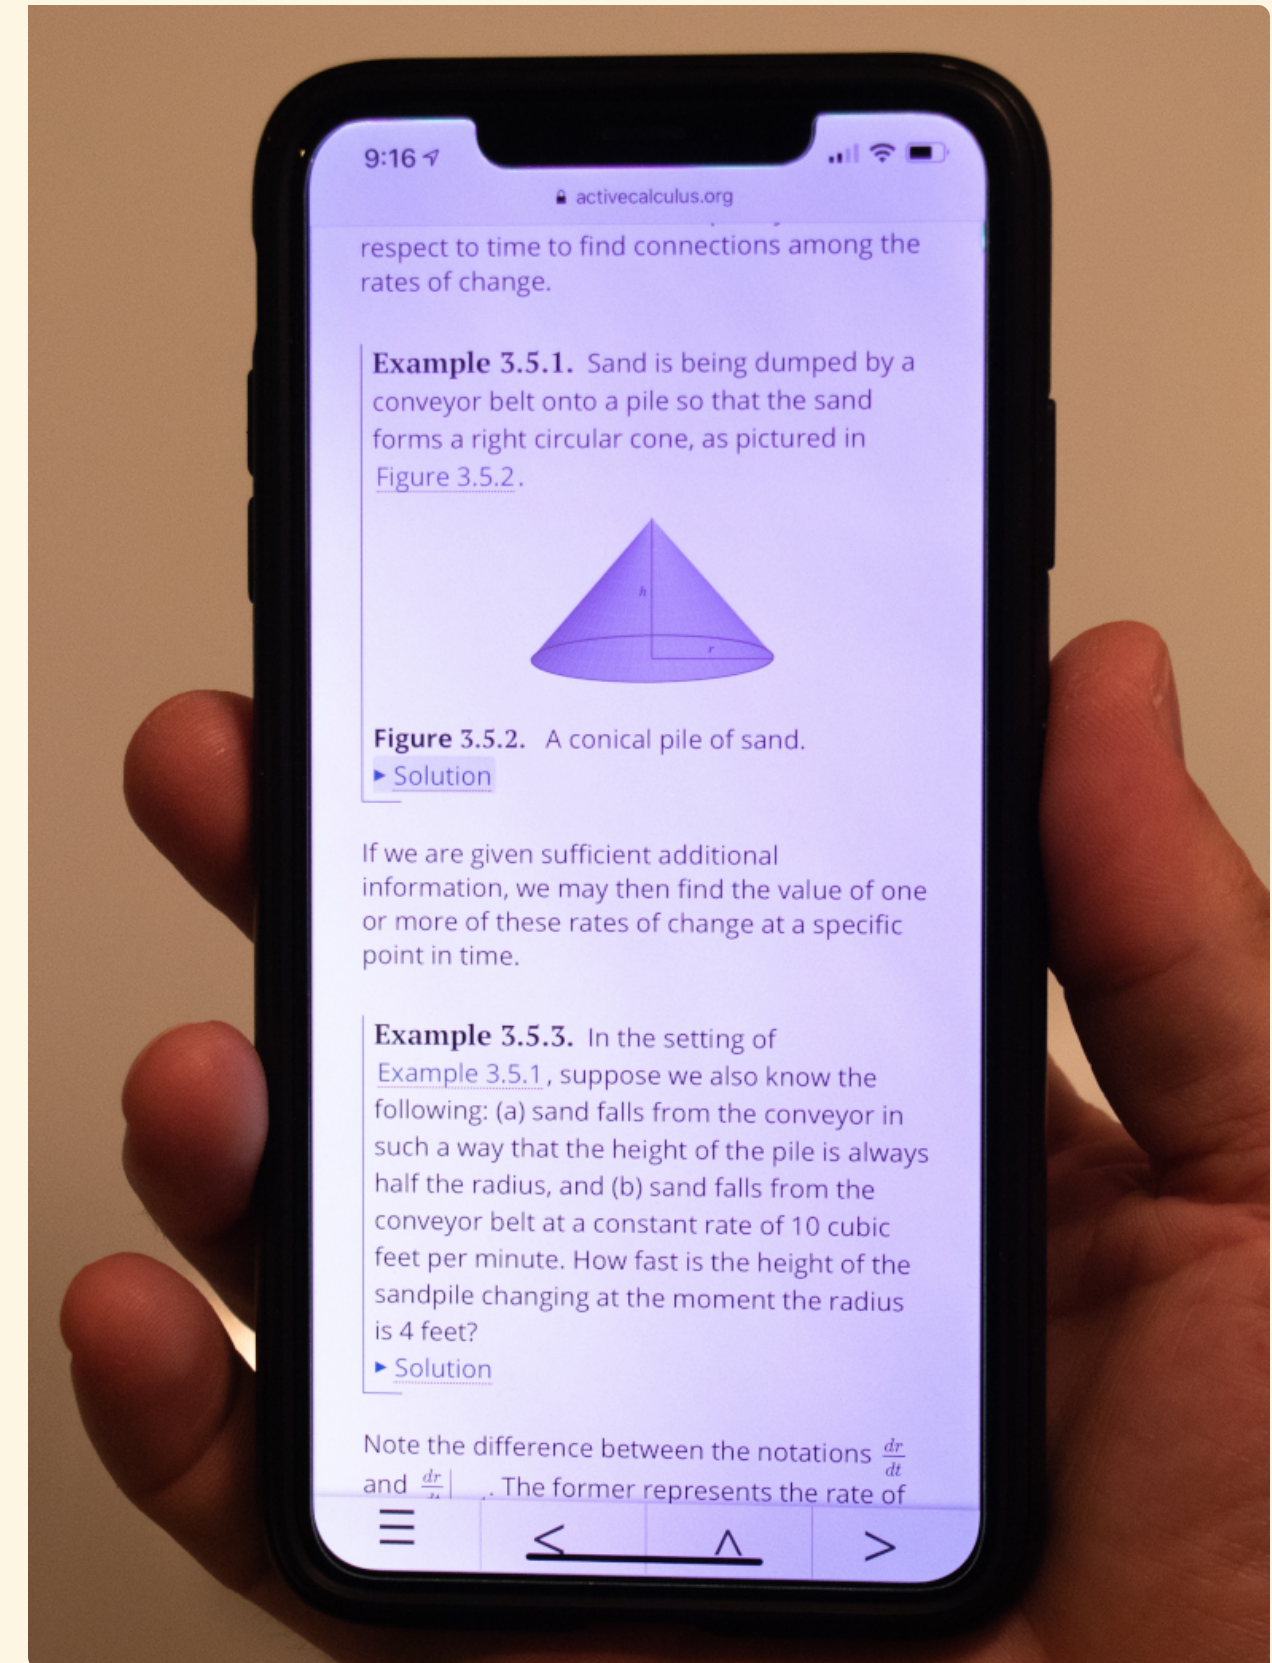 9:16
activecalculus.org
respect to time to find connections among the
rates of change.
Example 3.5.1. Sand is being dumped by a
conveyor belt onto a pile so that the sand
forms a right circular cone, as pictured in
Figure 3.5.2.
h
r
Figure 3.5.2. A conical pile of sand.
▸ Solution
If we are given sufficient additional
information, we may then find the value of one
or more of these rates of change at a specific
point in time.
Example 3.5.3. In the setting of
Example 3.5.1, suppose we also know the
following: (a) sand falls from the conveyor in
such a way that the height of the pile is always
half the radius, and (b) sand falls from the
conveyor belt at a constant rate of 10 cubic
feet per minute. How fast is the height of the
sandpile changing at the moment the radius
is 4 feet?
▸ Solution
Note the difference between the notations dr/dt
and dr . The former represents the rate of